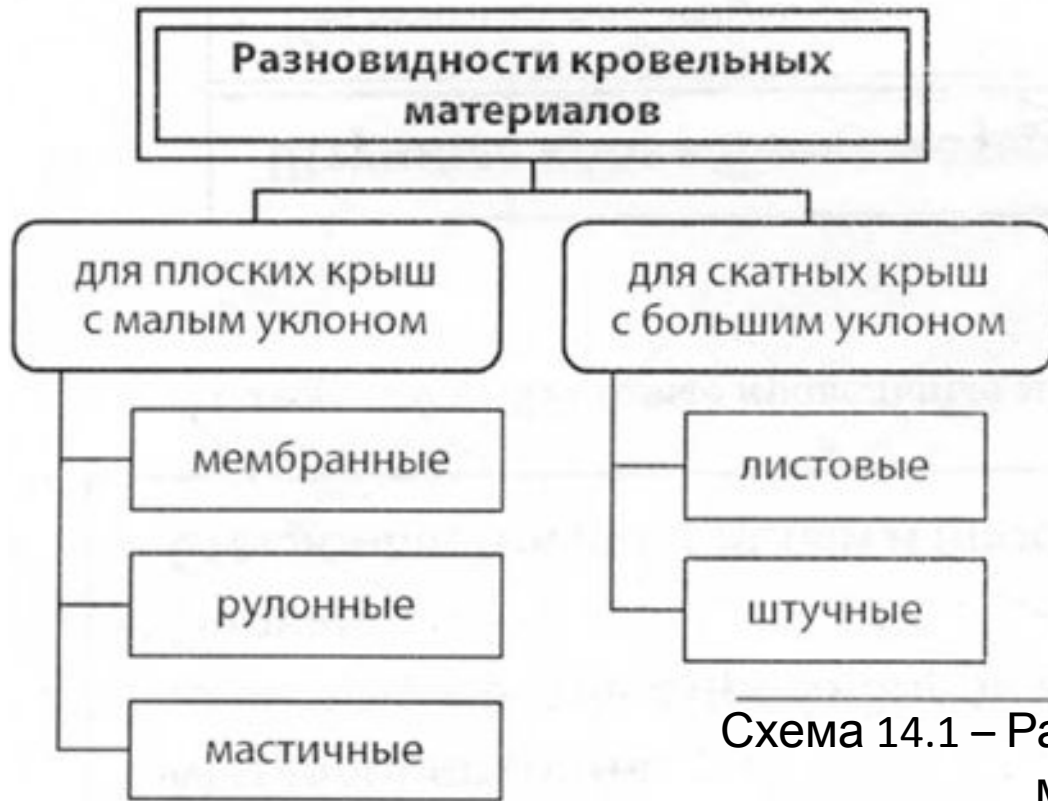 Разновидности кровельных
материалов
для плоских крыш
с малым уклоном
мембранные
рулонные
мастичные
для скатных крыш
с большим уклоном
листовые
штучные
Схема 14.1 –